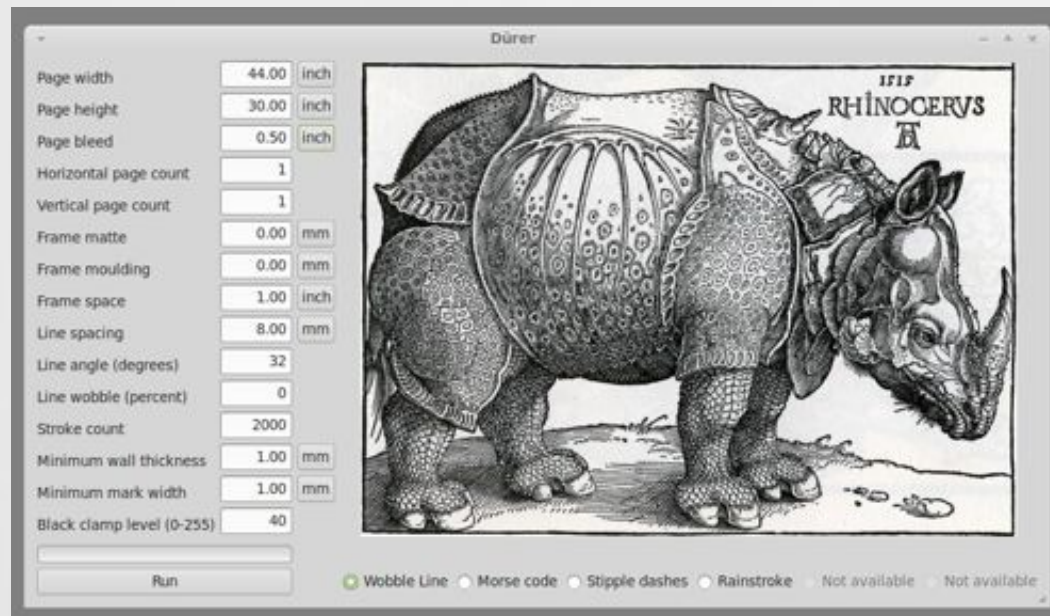 Dürer
Page width 44.00 inch
Page height 30.00 inch
Page bleed 0.50 inch
Horizontal page count 1
Vertical page count 1
Frame matte 0.00 mm
Frame moulding 0.00 mm
Frame space 1.00 inch
Line spacing 8.00 mm
Line angle (degrees) 32
Line wobble (percent) 0
Stroke count 2000
Minimum wall thickness 1.00 mm
Minimum mark width 1.00 mm
Black clamp level (0-255) 40
Run
1515
RHINOCERVS
AD
Wobble Line Morse code Stipple dashes Rainstroke Not available Not available